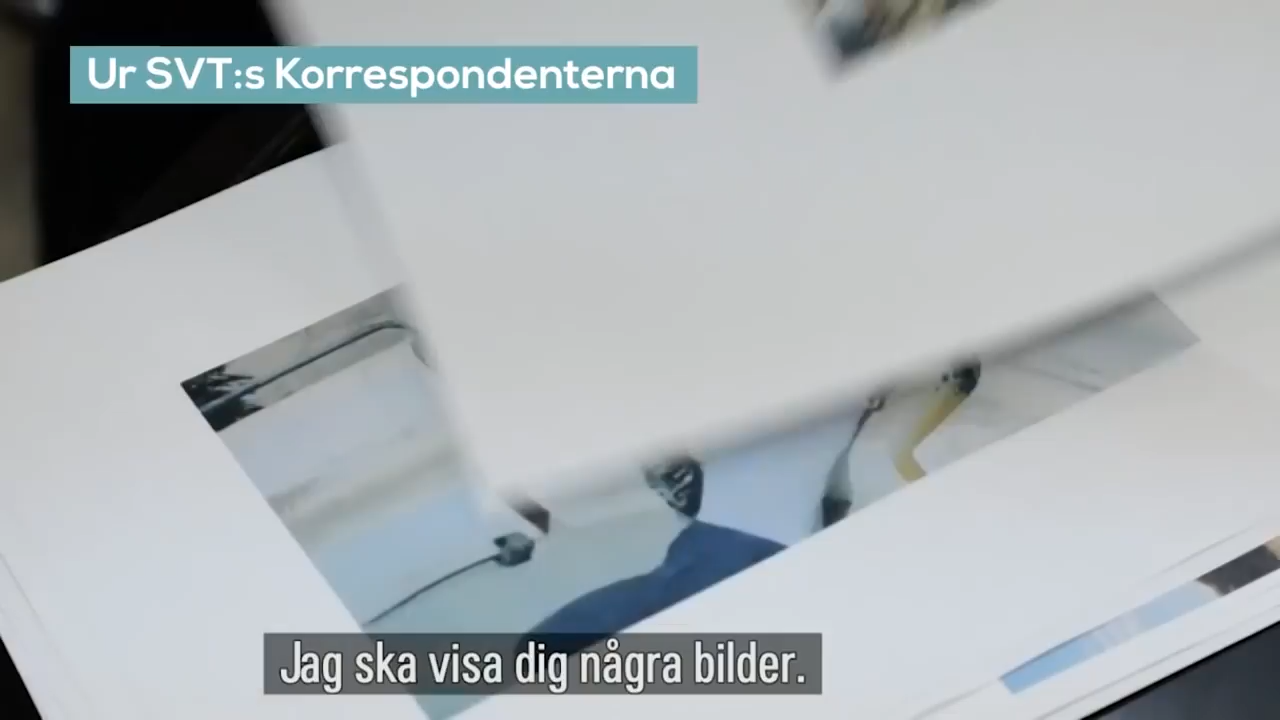 Ur SVT:s Korrespondenterna
Jag ska visa dig några bilder.